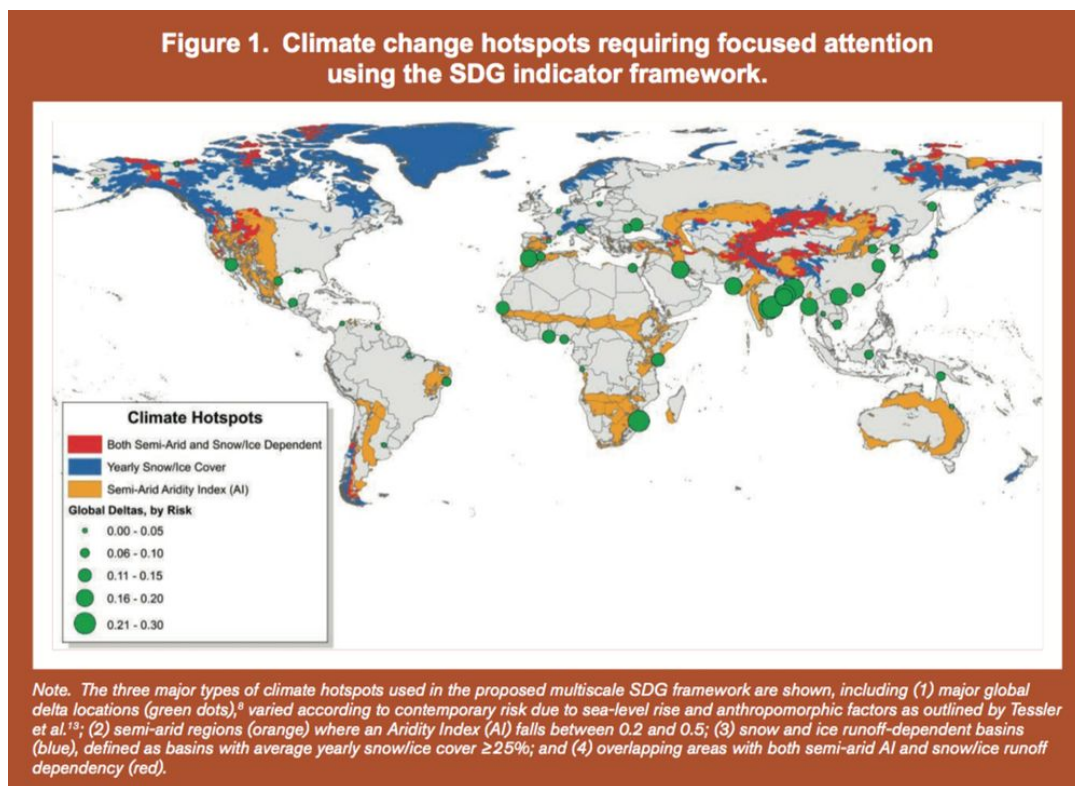 Figure 1.  Climate change hotspots requiring focused attention
using the SDG indicator framework.
Climate Hotspots
Both Semi-Arid and Snow/Ice Dependent
Yearly Snow/Ice Cover
Semi-Arid Aridity Index (AI)
Global Deltas, by Risk
0.00 - 0.05
0.06 - 0.10
0.11 - 0.15
0.16 - 0.20
0.21 - 0.30
Note.  The three major types of climate hotspots used in the proposed multiscale SDG framework are shown, including (1) major global
delta locations (green dots),⁸ varied according to contemporary risk due to sea-level rise and anthropomorphic factors as outlined by Tessler
et al.¹³; (2) semi-arid regions (orange) where an Aridity Index (AI) falls between 0.2 and 0.5; (3) snow and ice runoff-dependent basins
(blue), defined as basins with average yearly snow/ice cover ≥25%; and (4) overlapping areas with both semi-arid AI and snow/ice runoff
dependency (red).